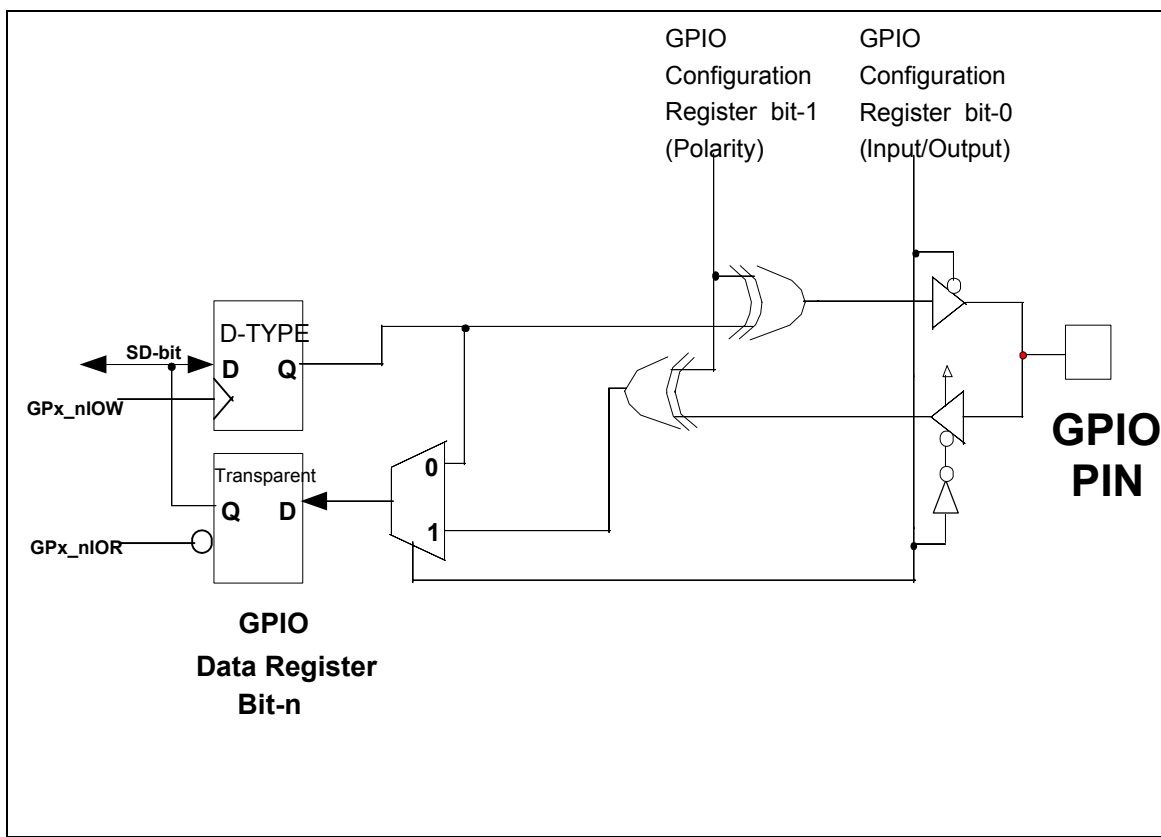 GPIO
Configuration
Register bit-1
(Polarity)
GPIO
Configuration
Register bit-0
(Input/Output)
D-TYPE
SD-bit
D Q
GPx_nIOW
Transparent
Q D
GPx_nIOR
0
1
GPIO
PIN
GPIO
Data Register
Bit-n